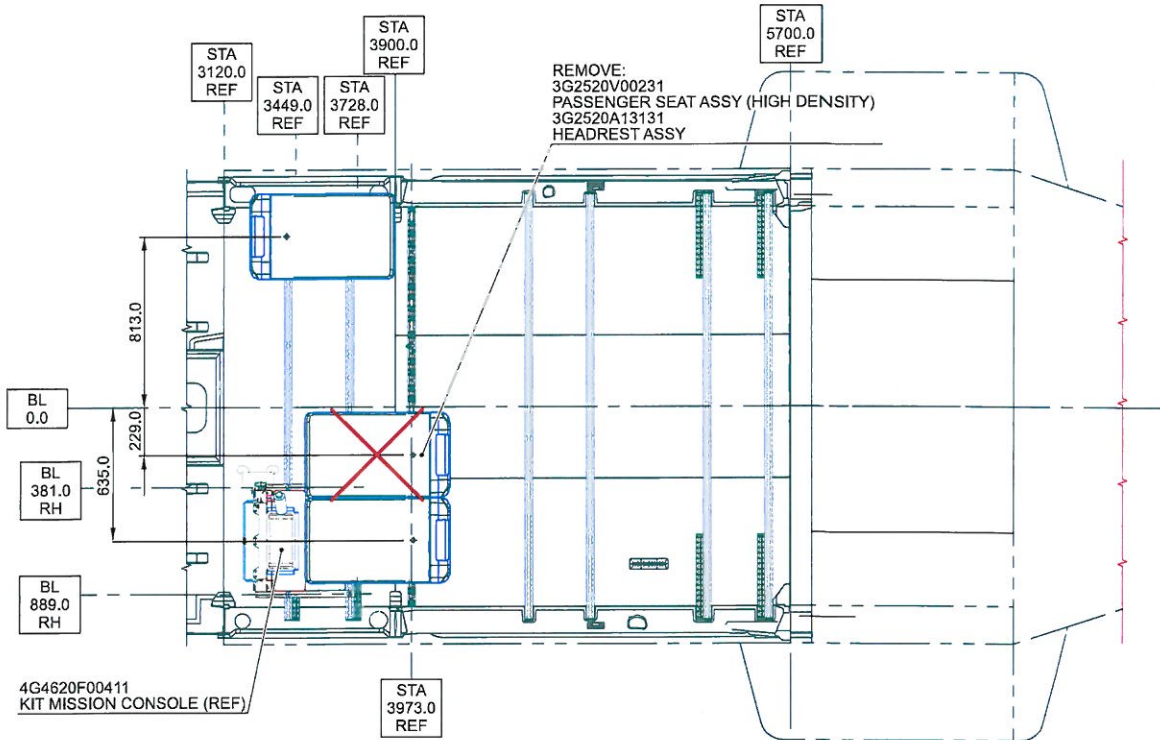 STA
3120.0
REF
STA
3449.0
REF
STA
3728.0
REF
STA
3900.0
REF
STA
5700.0
REF
REMOVE:
3G2520V00231
PASSENGER SEAT ASSY (HIGH DENSITY)
3G2520A13131
HEADREST ASSY
813.0
BL
0.0
229.0
635.0
BL
381.0
RH
BL
889.0
RH
4G4620F00411
KIT MISSION CONSOLE (REF)
STA
3973.0
REF